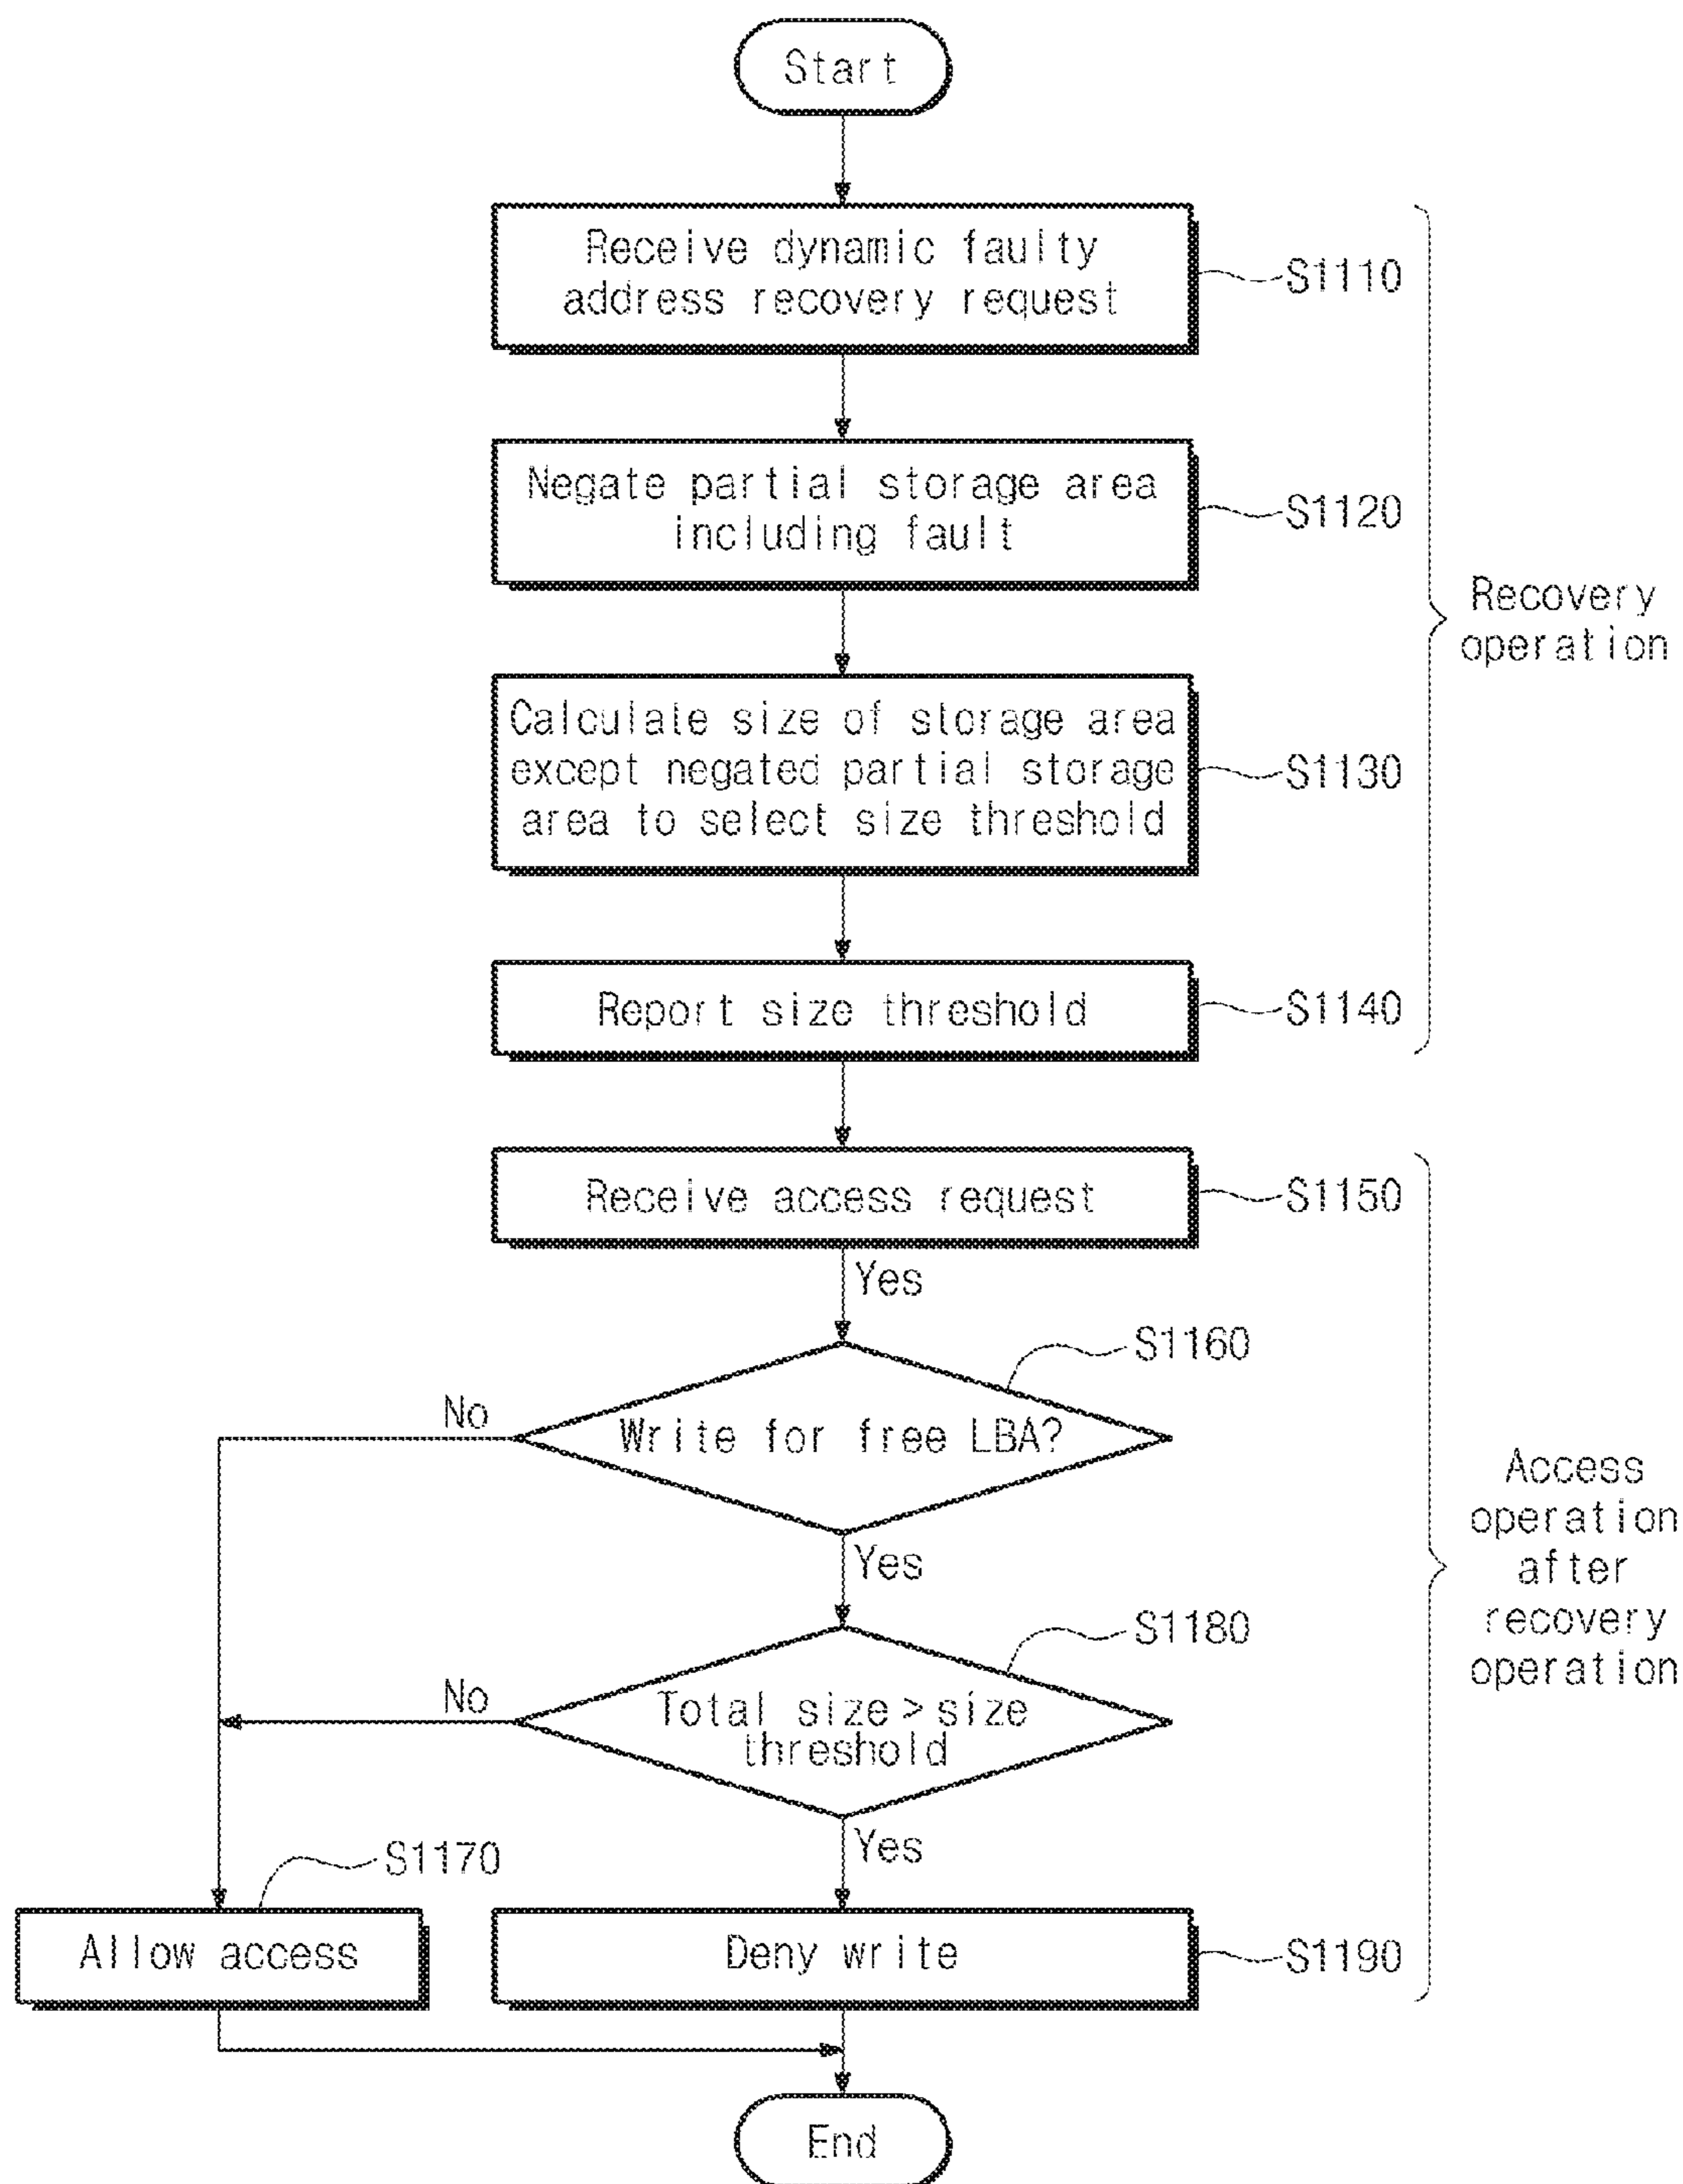 Start
Receive dynamic faulty
address recovery request
S1110
Negate partial storage area
including fault
S1120
Recovery
operation
Calculate size of storage area
except negated partial storage
area to select size threshold
S1130
Report size threshold
S1140
Receive access request
S1150
Yes
S1160
No
Write for free LBA?
Yes
Access
operation
after
recovery
operation
S1180
No
Total size > size
threshold
Yes
S1170
Allow access
Deny write
S1190
End